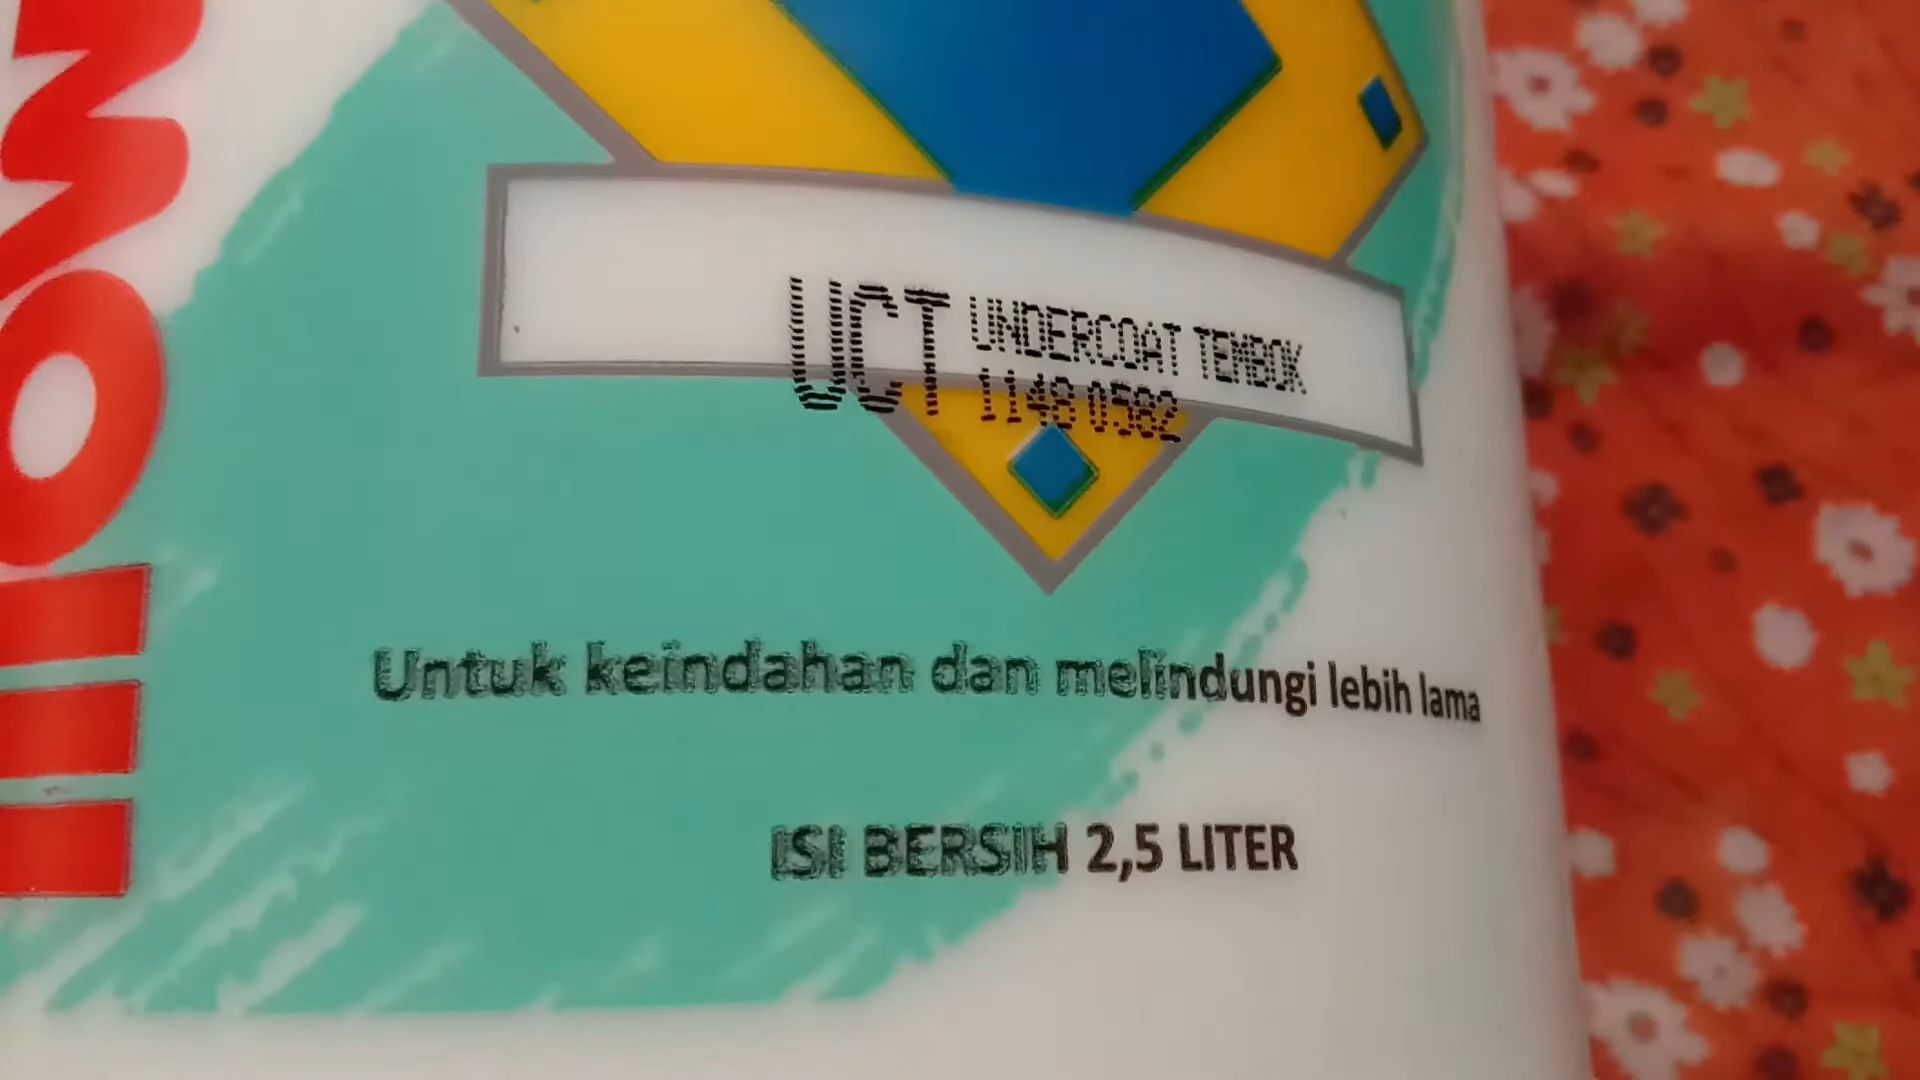 UCT UNDERCOAT TEMBOK
1148 0582
Untuk keindahan dan melindungi lebih lama
ISI BERSIH 2,5 LITER